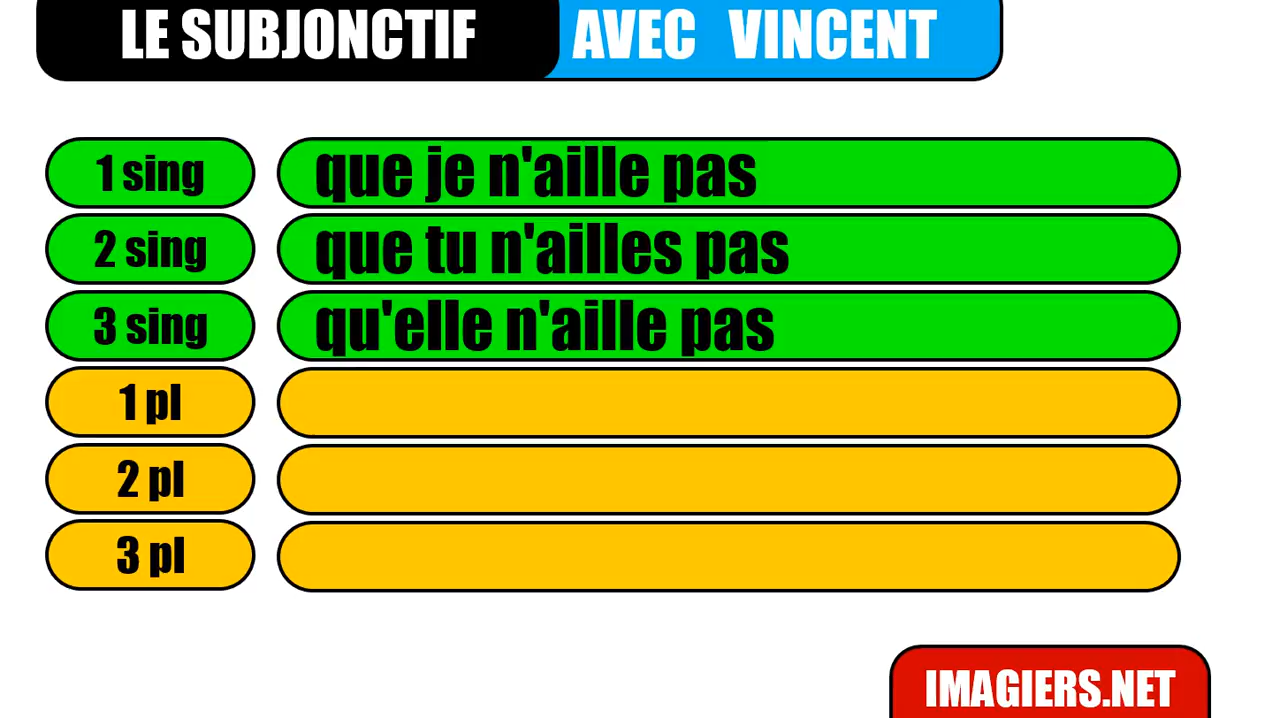 LE SUBJONCTIF AVEC VINCENT
1 sing que je n'aille pas
2 sing que tu n'ailles pas
3 sing qu'elle n'aille pas
1 pl
2 pl
3 pl
IMAGIERS.NET